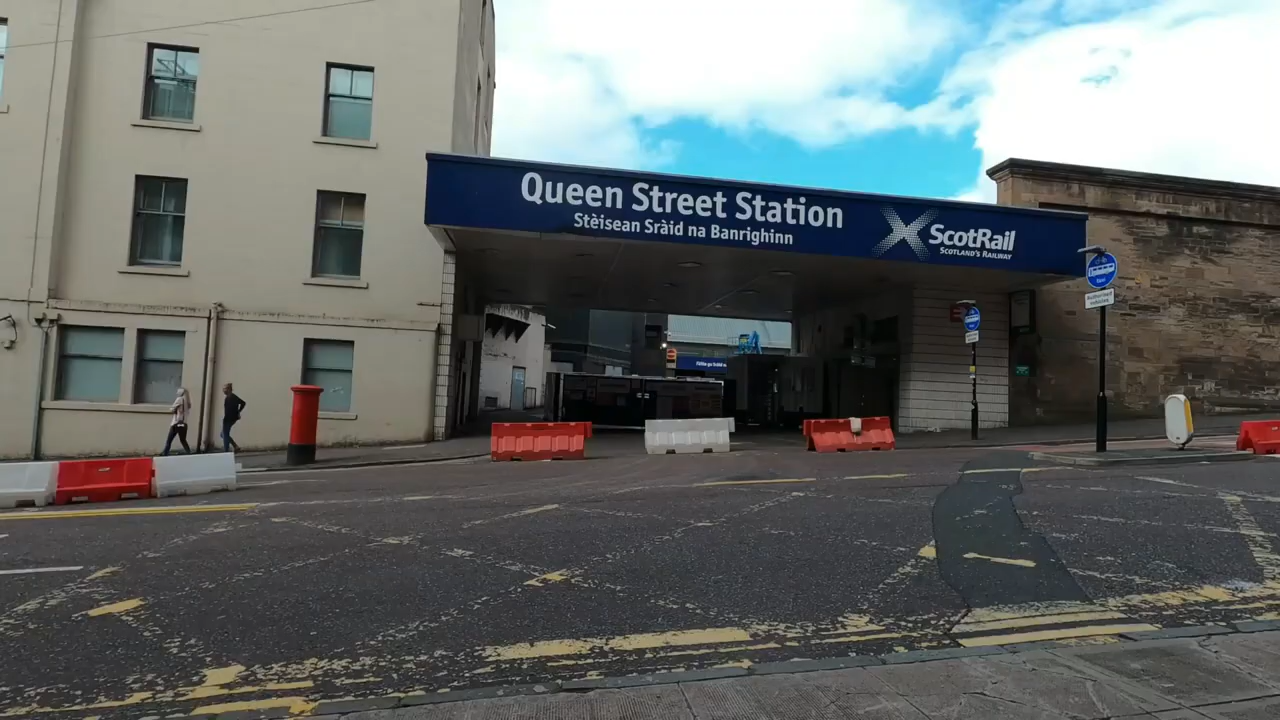 Queen Street Station
Stèisean Sràid na Banrighinn
ScotRail
SCOTLAND'S RAILWAY